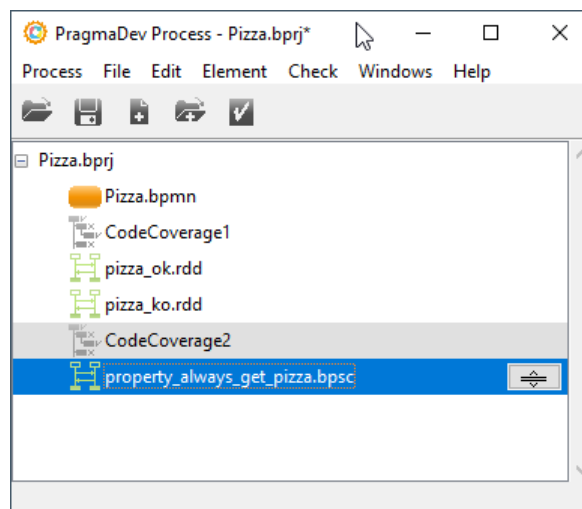 PragmaDev Process - Pizza.bprj*
Process File Edit Element Check Windows Help
Pizza.bprj
Pizza.bpmn
CodeCoverage1
pizza_ok.rdd
pizza_ko.rdd
CodeCoverage2
property_always_get_pizza.bpsc